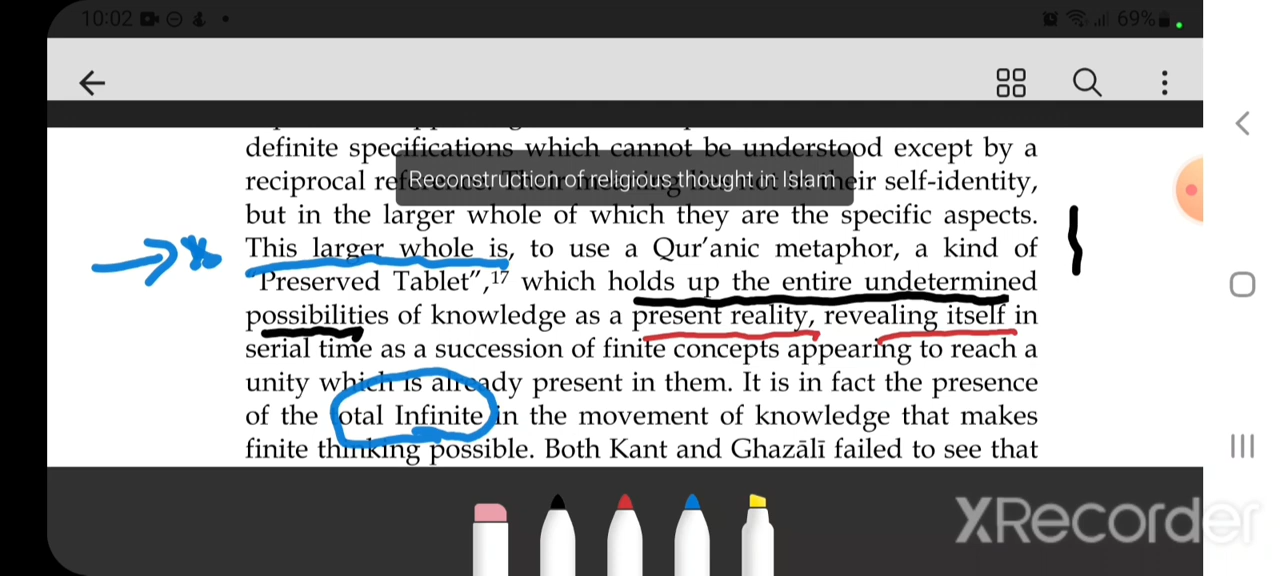 10:02
69%
definite specifications which cannot be understood except by a
reciprocal
Reconstruction of religious thought in Islam
their self-identity,
but in the larger whole of which they are the specific aspects.
This larger whole is, to use a Qur’anic metaphor, a kind of
“Preserved Tablet”,17 which holds up the entire undetermined
possibilities of knowledge as a present reality, revealing itself in
serial time as a succession of finite concepts appearing to reach a
unity which is already present in them. It is in fact the presence
of the total Infinite in the movement of knowledge that makes
finite thinking possible. Both Kant and Ghazālī failed to see that
XRecorder